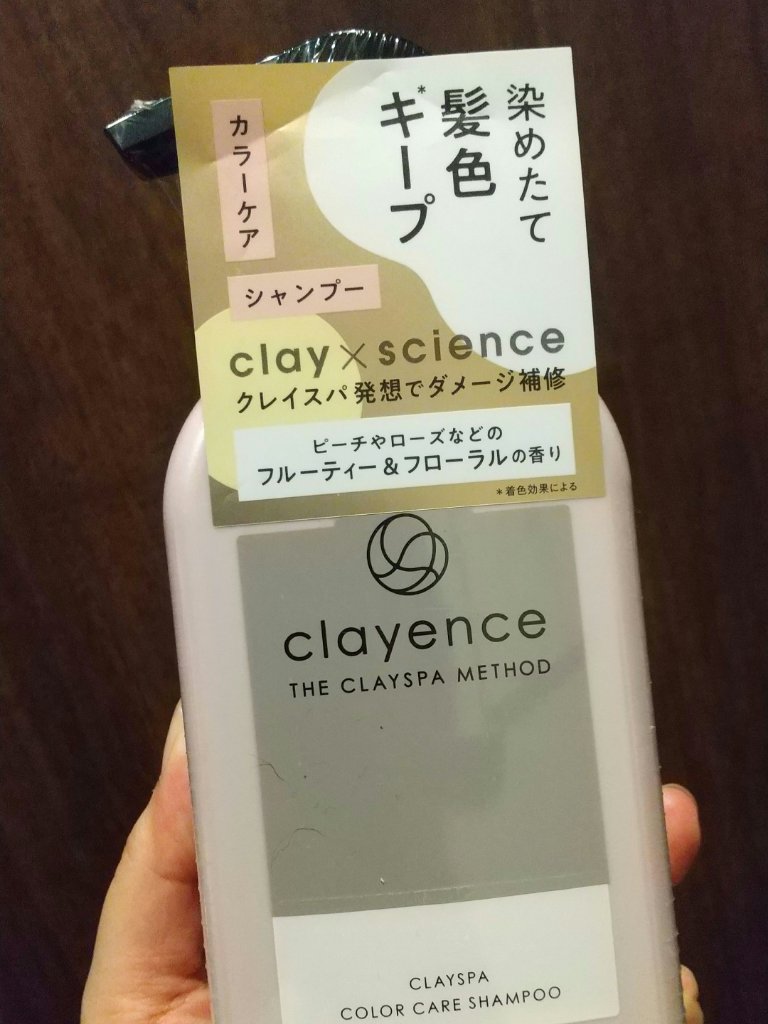 染めたて
髪色
キープ*
カラーケア
シャンプー
clay×science
クレイスパ発想でダメージ補修
ピーチやローズなどの
フルーティー&フローラルの香り
*着色効果による
clayence
THE CLAYSPA METHOD
CLAYSPA
COLOR CARE SHAMPOO